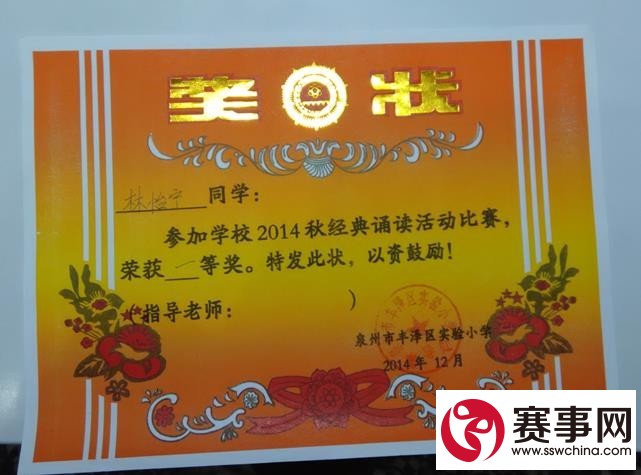 奖状
林怡宁 同学：
参加学校2014秋经典诵读活动比赛，
荣获 一 等奖。特发此状，以资鼓励！
（指导老师：　　　　）
泉州市丰泽区实验小学
2014年12月
赛事网
www.sswchina.com